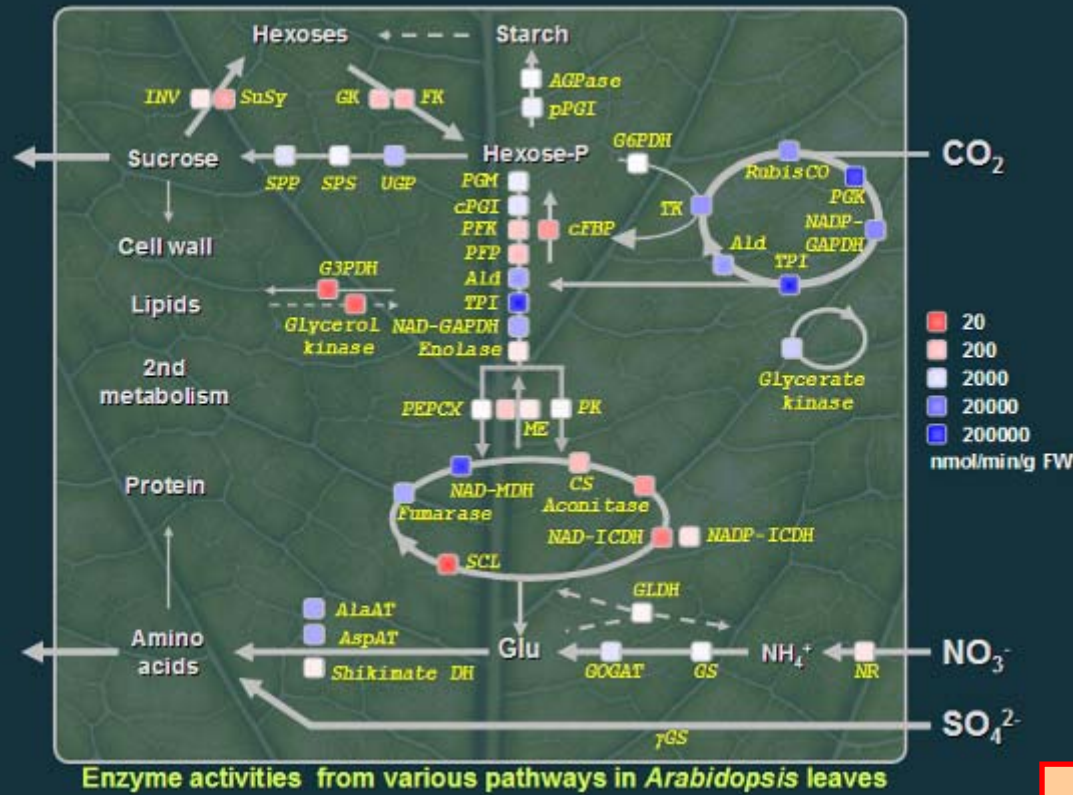 Hexoses
Starch
INV
SuSy
GK
FK
AGPase
pPGI
G6PDH
CO2
Sucrose
Hexose-P
SPP
SPS
UGP
PGM
cPGI
PFK
PFP
cFBP
Ald
TPI
NAD-GAPDH
Enolase
RubisCO
PGK
NADP-
GAPDH
TK
Ald
TPI
Cell wall
G3PDH
Lipids
Glycerol
kinase
2nd
metabolism
Glycerate
kinase
20
200
2000
20000
200000
nmol/min/g FW
PEPCX
ME
PK
Protein
NAD-MDH
CS
Aconitase
Fumarase
NAD-ICDH
NADP-ICDH
SCL
GLDH
AlaAT
AspAT
Shikimate DH
Amino
acids
Glu
GOGAT
GS
NH4+
NR
NO3-
SO42-
γGS
Enzyme activities from various pathways in Arabidopsis leaves